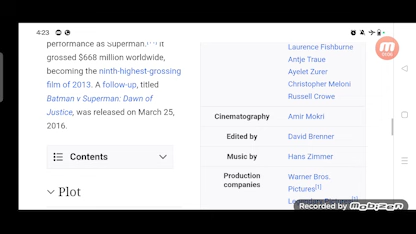 4:23
performance as Superman.[ ] It
grossed $668 million worldwide,
becoming the ninth-highest-grossing
film of 2013. A follow-up, titled
Batman v Superman: Dawn of
Justice, was released on March 25,
2016.
Contents
Plot
Laurence Fishburne
Antje Traue
Ayelet Zurer
Christopher Meloni
Russell Crowe
Cinematography Amir Mokri
Edited by David Brenner
Music by Hans Zimmer
Production Warner Bros.
companies Pictures[1]
Recorded by Mobizen